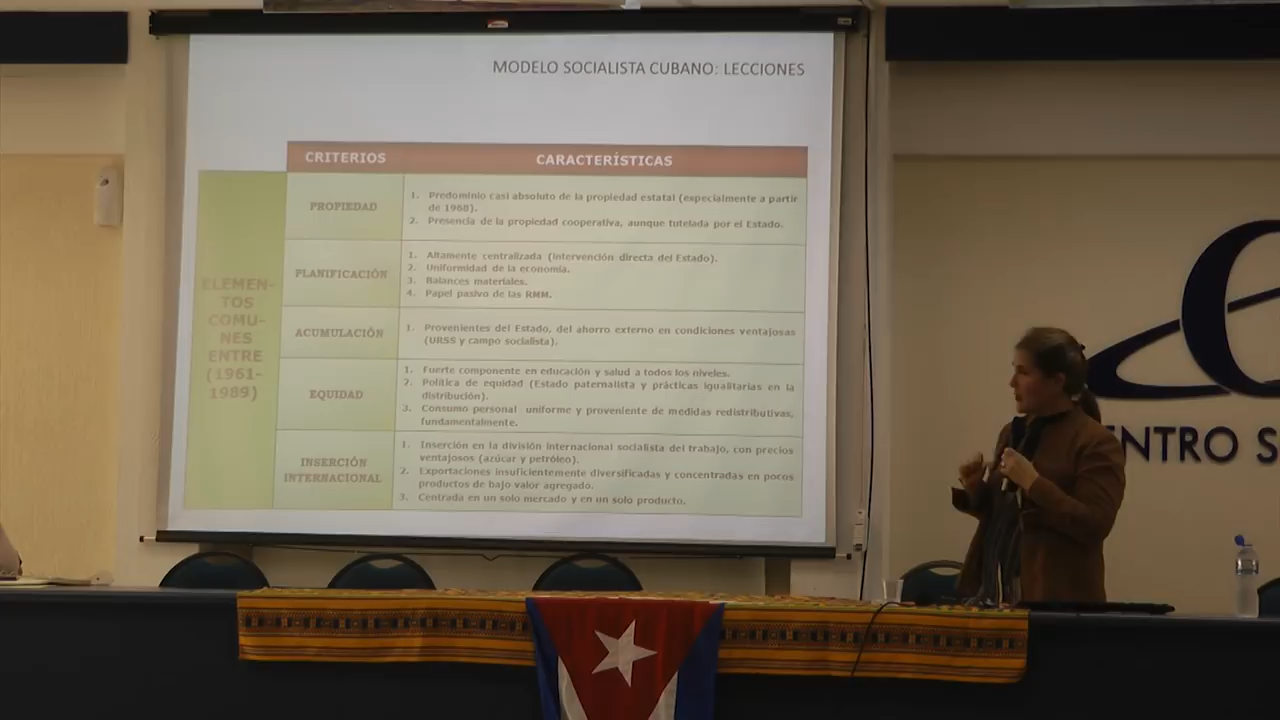 MODELO SOCIALISTA CUBANO: LECCIONES
CRITERIOS
CARACTERÍSTICAS
ELEMEN-
TOS
COMU-
NES
ENTRE
(1961-
1989)
PROPIEDAD
1. Predominio casi absoluto de la propiedad estatal (especialmente a partir
de 1968).
2. Presencia de la propiedad cooperativa, aunque tutelada por el Estado.
PLANIFICACIÓN
1. Altamente centralizada (Intervención directa del Estado).
2. Uniformidad de la economía.
3. Balances materiales.
4. Papel pasivo de las RMM.
ACUMULACIÓN
1. Provenientes del Estado, del ahorro externo en condiciones ventajosas
(URSS y campo socialista).
EQUIDAD
1. Fuerte componente en educación y salud a todos los niveles.
2. Política de equidad (Estado paternalista y prácticas igualitarias en la
distribución).
3. Consumo personal uniforme y proveniente de medidas redistributivas,
fundamentalmente.
INSERCIÓN
INTERNACIONAL
1. Inserción en la división internacional socialista del trabajo, con precios
ventajosos (azúcar y petróleo).
2. Exportaciones insuficientemente diversificadas y concentradas en pocos
productos de bajo valor agregado.
3. Centrada en un solo mercado y en un solo producto.
ENTRO S